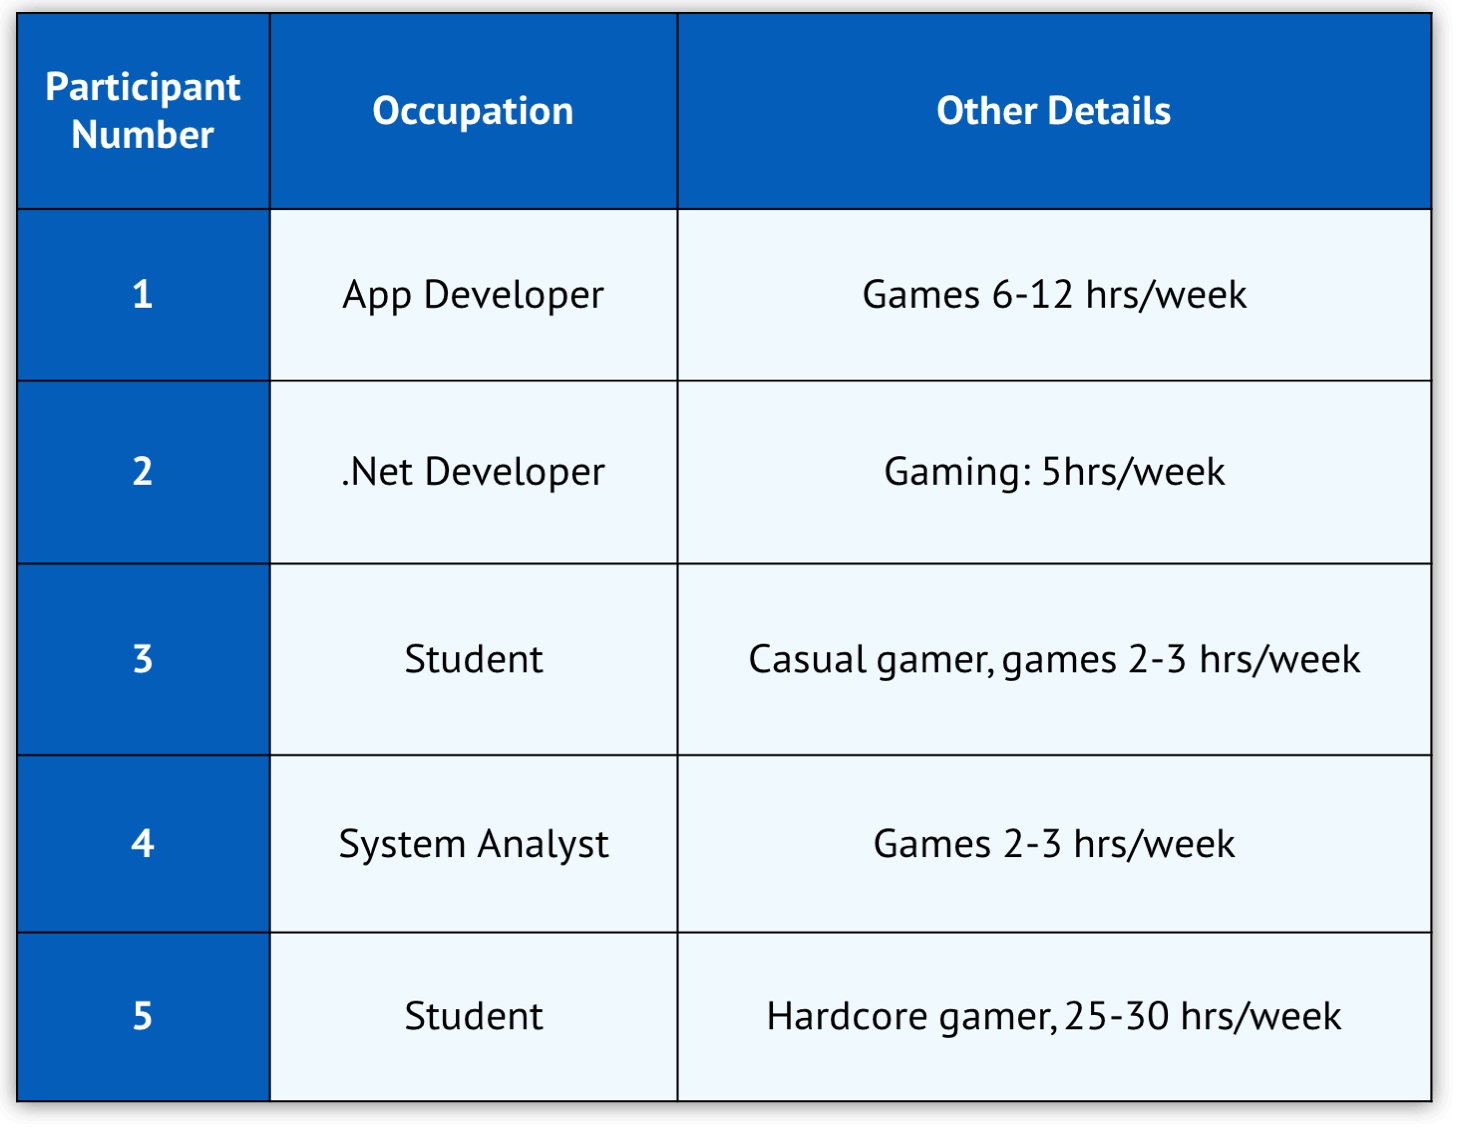 Participant
Number
Occupation
Other Details
1
App Developer
Games 6-12 hrs/week
2
.Net Developer
Gaming: 5hrs/week
3
Student
Casual gamer, games 2-3 hrs/week
4
System Analyst
Games 2-3 hrs/week
5
Student
Hardcore gamer, 25-30 hrs/week